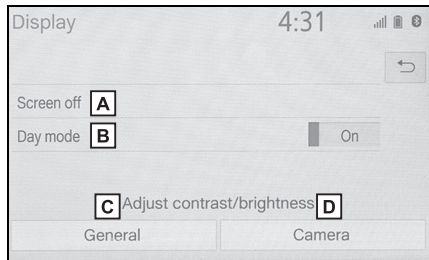 Display 4:31
Screen off A
Day mode B On
C Adjust contrast/brightness D
General Camera